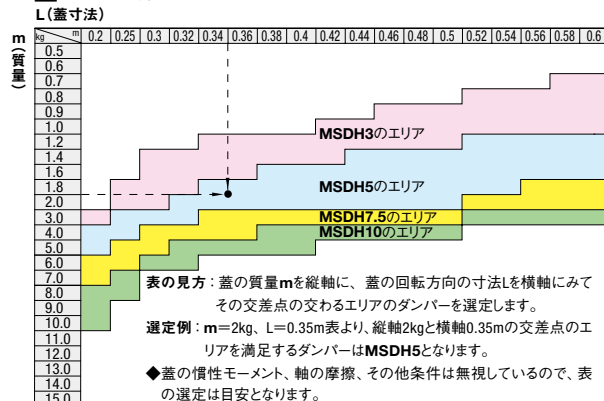 L(蓋寸法)
m(質量)
kg m 0.2 0.25 0.3 0.32 0.34 0.36 0.38 0.4 0.42 0.44 0.46 0.48 0.5 0.52 0.54 0.56 0.58 0.6
0.5
0.6
0.7
0.8
0.9
1.0
1.2
1.4
1.6
1.8
2.0
3.0
4.0
5.0
6.0
7.0
8.0
9.0
10.0
11.0
12.0
13.0
14.0
15.0
MSDH3のエリア
MSDH5のエリア
MSDH7.5のエリア
MSDH10のエリア
表の見方:蓋の質量mを縦軸に、蓋の回転方向の寸法Lを横軸にみて
その交差点の交わるエリアのダンパーを選定します。
選定例:m=2kg、L=0.35m表より,縦軸2kgと横軸0.35mの交差点のエ
リアを満足するダンパーはMSDH5となります。
◆蓋の慣性モーメント、軸の摩擦、その他条件は無視しているので、表
の選定は目安となります。